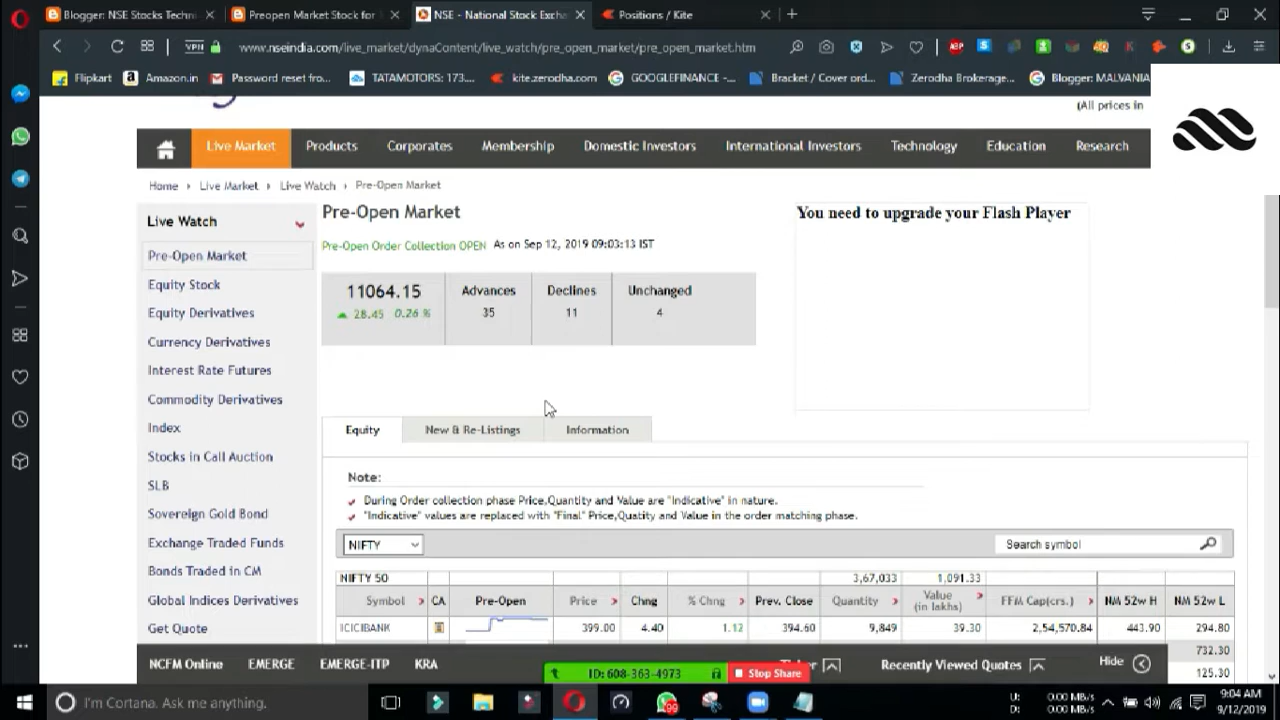 Blogger: NSE Stocks Techni
Preopen Market Stock for
NSE - National Stock Excha
Positions / Kite
VPN
www.nseindia.com/live_market/dynaContent/live_watch/pre_open_market/pre_open_market.htm
ABP
Flipkart
Amazon.in
Password reset fro...
TATAMOTORS: 173....
kite.zerodha.com
GOOGLEFINANCE -...
Bracket / Cover ord...
Zerodha Brokerage...
Blogger: MALVANIA
(All prices in
Live Market
Products
Corporates
Membership
Domestic Investors
International Investors
Technology
Education
Research
Home › Live Market › Live Watch › Pre-Open Market
Live Watch
Pre-Open Market
Equity Stock
Equity Derivatives
Currency Derivatives
Interest Rate Futures
Commodity Derivatives
Index
Stocks in Call Auction
SLB
Sovereign Gold Bond
Exchange Traded Funds
Bonds Traded in CM
Global Indices Derivatives
Get Quote
Pre-Open Market
Pre-Open Order Collection OPEN As on Sep 12, 2019 09:03:13 IST
11064.15 Advances Declines Unchanged
28.45 0.26 % 35 11 4
You need to upgrade your Flash Player
Equity New & Re-Listings Information
Note:
During Order collection phase Price,Quantity and Value are "Indicative" in nature.
"Indicative" values are replaced with "Final" Price,Quatity and Value in the order matching phase.
NIFTY Search symbol
NIFTY 50 3,67,033 1,091.33
Symbol CA Pre-Open Price Chng % Chng Prev. Close Quantity Value (in lakhs) FFM Cap(crs.) NM 52w H NM 52w L
ICICIBANK 399.00 4.40 1.12 394.60 9,849 39.30 2,54,570.84 443.90 294.80
732.30
125.30
NCFM Online EMERGE EMERGE-ITP KRA
Recently Viewed Quotes Hide
ID: 608-363-4973 Stop Share
I'm Cortana. Ask me anything.
99
U: 0.00 MB/s
D: 0.00 MB/s
9:04 AM
9/12/2019